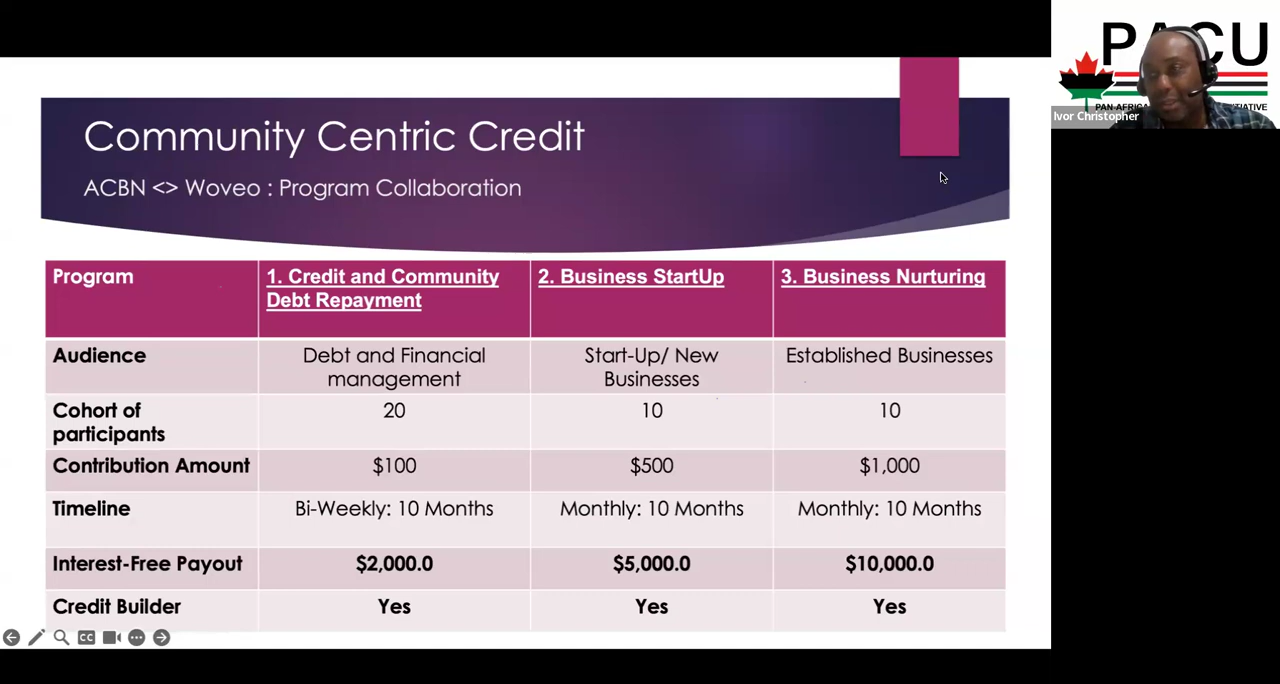 Community Centric Credit
ACBN <> Woveo : Program Collaboration
Program
1. Credit and Community
Debt Repayment
2. Business StartUp
3. Business Nurturing
Audience
Debt and Financial
management
Start-Up/ New
Businesses
Established Businesses
Cohort of
participants
20
10
10
Contribution Amount
$100
$500
$1,000
Timeline
Bi-Weekly: 10 Months
Monthly: 10 Months
Monthly: 10 Months
Interest-Free Payout
$2,000.0
$5,000.0
$10,000.0
Credit Builder
Yes
Yes
Yes
CC
Ivor Christopher